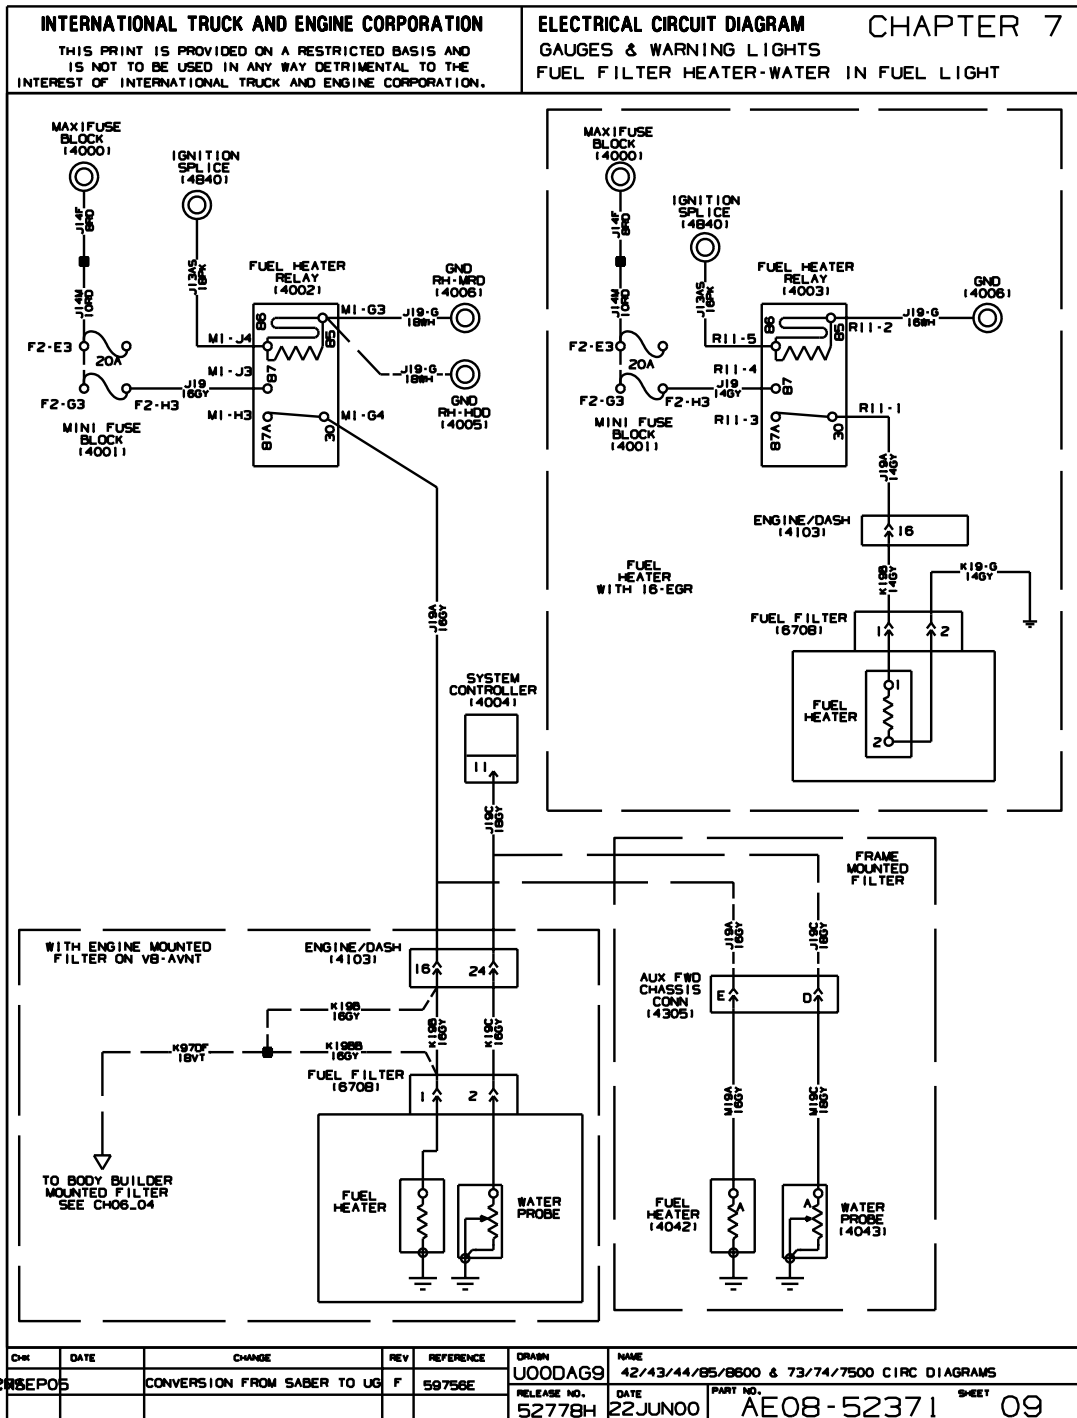 INTERNATIONAL TRUCK AND ENGINE CORPORATION
THIS PRINT IS PROVIDED ON A RESTRICTED BASIS AND
IS NOT TO BE USED IN ANY WAY DETRIMENTAL TO THE
INTEREST OF INTERNATIONAL TRUCK AND ENGINE CORPORATION.
ELECTRICAL CIRCUIT DIAGRAM
CHAPTER 7
GAUGES & WARNING LIGHTS
FUEL FILTER HEATER-WATER IN FUEL LIGHT
MAXIFUSE
BLOCK
(4000)
IGNITION
SPLICE
(4840)
J14F
8RD
J14M
10RD
J13AS
18PK
FUEL HEATER
RELAY
(4002)
GND
RH-MRD
(4006)
M1-G3
J19-G
18WH
86
85
M1-J4
F2-E3
20A
M1-J3
87
J19-G
18WH
J19
16GY
F2-G3
F2-H3
M1-H3
87A
30
M1-G4
GND
RH-HDD
(4005)
MINI FUSE
BLOCK
(4001)
J19A
16GY
MAXIFUSE
BLOCK
(4000)
IGNITION
SPLICE
(4840)
J14F
8RD
J14M
10RD
J13AS
16PK
FUEL HEATER
RELAY
(4003)
GND
(4006)
86
85
J19-G
16WH
R11-2
R11-5
F2-E3
20A
R11-4
87
J19
14GY
F2-G3
F2-H3
R11-3
87A
30
R11-1
MINI FUSE
BLOCK
(4001)
J19A
14GY
ENGINE/DASH
(4103)
16
K19B
14GY
K19-G
14GY
FUEL
HEATER
WITH I6-EGR
FUEL FILTER
(6708)
1
2
FUEL
HEATER
1
2
SYSTEM
CONTROLLER
(4004)
11
J19C
18GY
FRAME
MOUNTED
FILTER
J19A
16GY
J19C
18GY
WITH ENGINE MOUNTED
FILTER ON V8-AVNT
ENGINE/DASH
(4103)
16
24
AUX FWD
CHASSIS
CONN
(4305)
E
D
K19B
16GY
K19B
16GY
K19C
16GY
K97DF
18VT
K19BB
16GY
FUEL FILTER
(6708)
1
2
M19A
16GY
M19C
18GY
TO BODY BUILDER
MOUNTED FILTER
SEE CH06_04
FUEL
HEATER
WATER
PROBE
FUEL
HEATER
(4042)
A
A
WATER
PROBE
(4043)
CHK
DATE
CHANGE
REV
REFERENCE
DRAWN
U00DAG9
NAME
42/43/44/85/8600 & 73/74/7500 CIRC DIAGRAMS
CONVERSION FROM SABER TO UG
F
59756E
RELEASE NO.
52778H
DATE
22JUN00
PART NO.
AE08-52371
SHEET
09